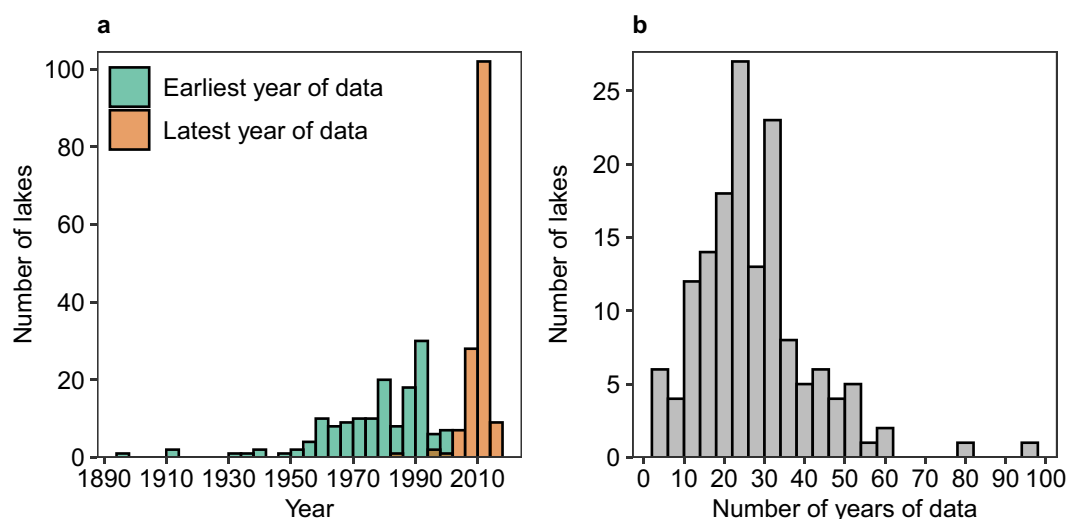 a
b
Number of lakes
100
80
60
40
20
0
Earliest year of data
Latest year of data
1890 1910 1930 1950 1970 1990 2010
Year
Number of lakes
25
20
15
10
5
0
0 10 20 30 40 50 60 70 80 90 100
Number of years of data